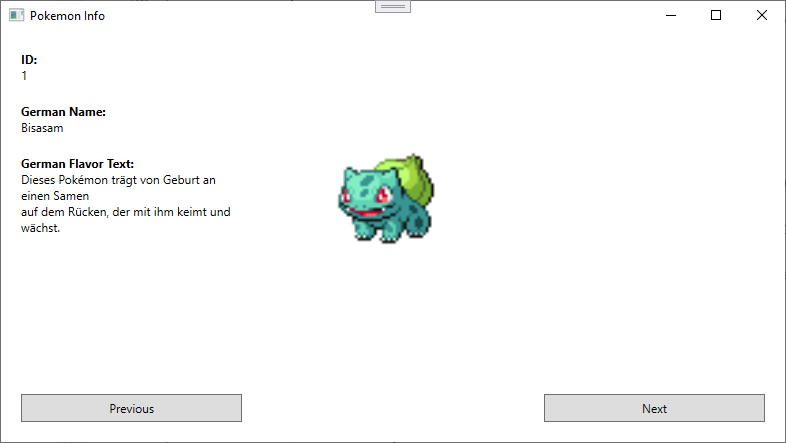 Pokemon Info
ID:
1
German Name:
Bisasam
German Flavor Text:
Dieses Pokémon trägt von Geburt an
einen Samen
auf dem Rücken, der mit ihm keimt und
wächst.
Previous
Next